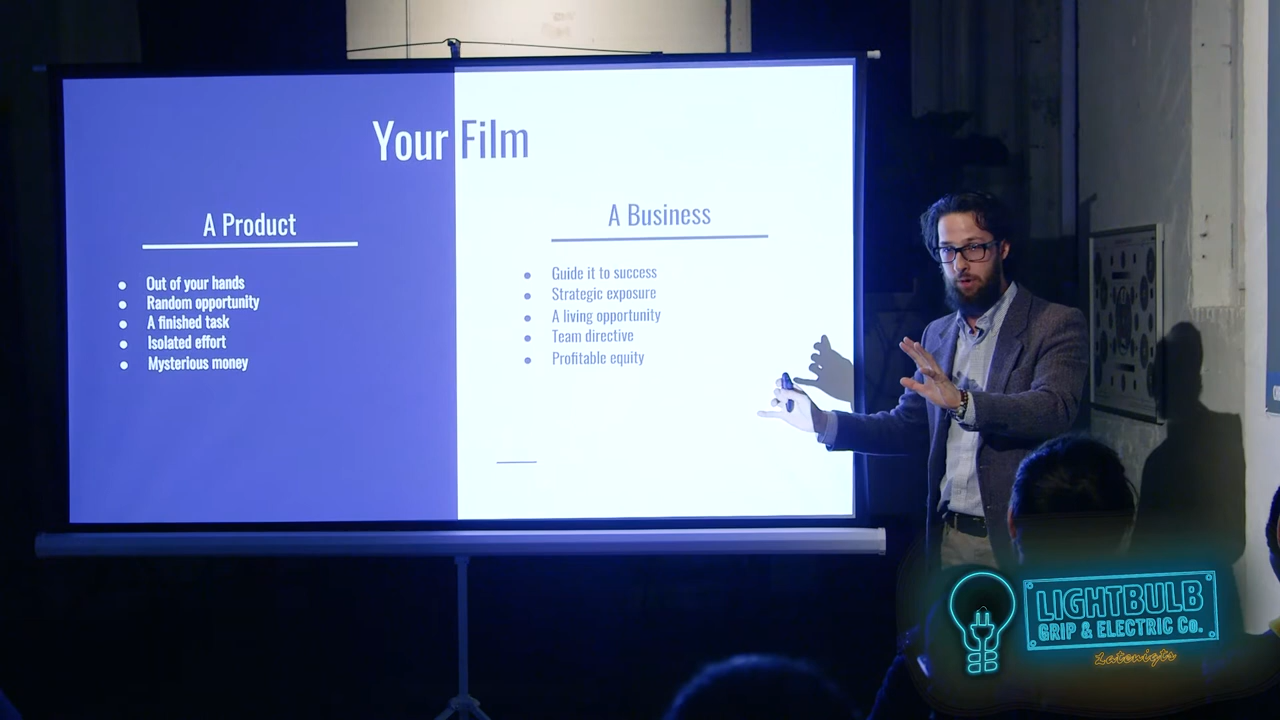 Your Film
A Product
Out of your hands
Random opportunity
A finished task
Isolated effort
Mysterious money
A Business
Guide it to success
Strategic exposure
A living opportunity
Team directive
Profitable equity
LIGHTBULB
GRIP & ELECTRIC Co.
Latenigts